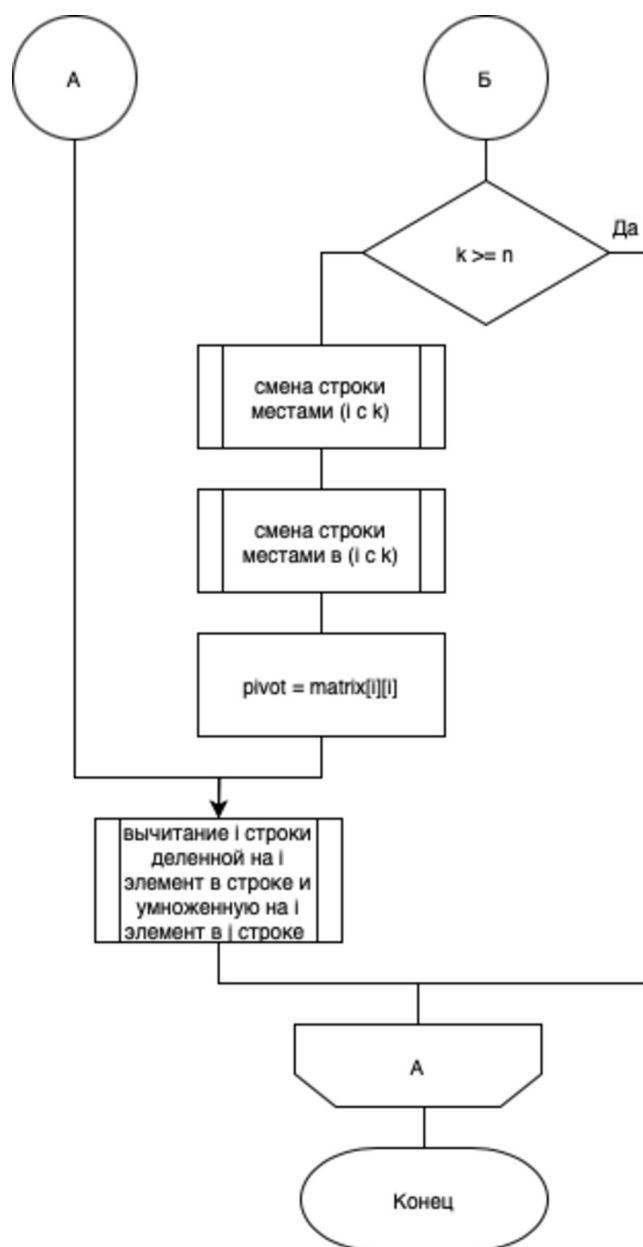 А
Б
Да
k >= n
смена строки
местами (i с k)
смена строки
местами в (i с k)
pivot = matrix[i][i]
вычитание i строки
деленной на i
элемент в строке и
умноженную на i
элемент в j строке
А
Конец